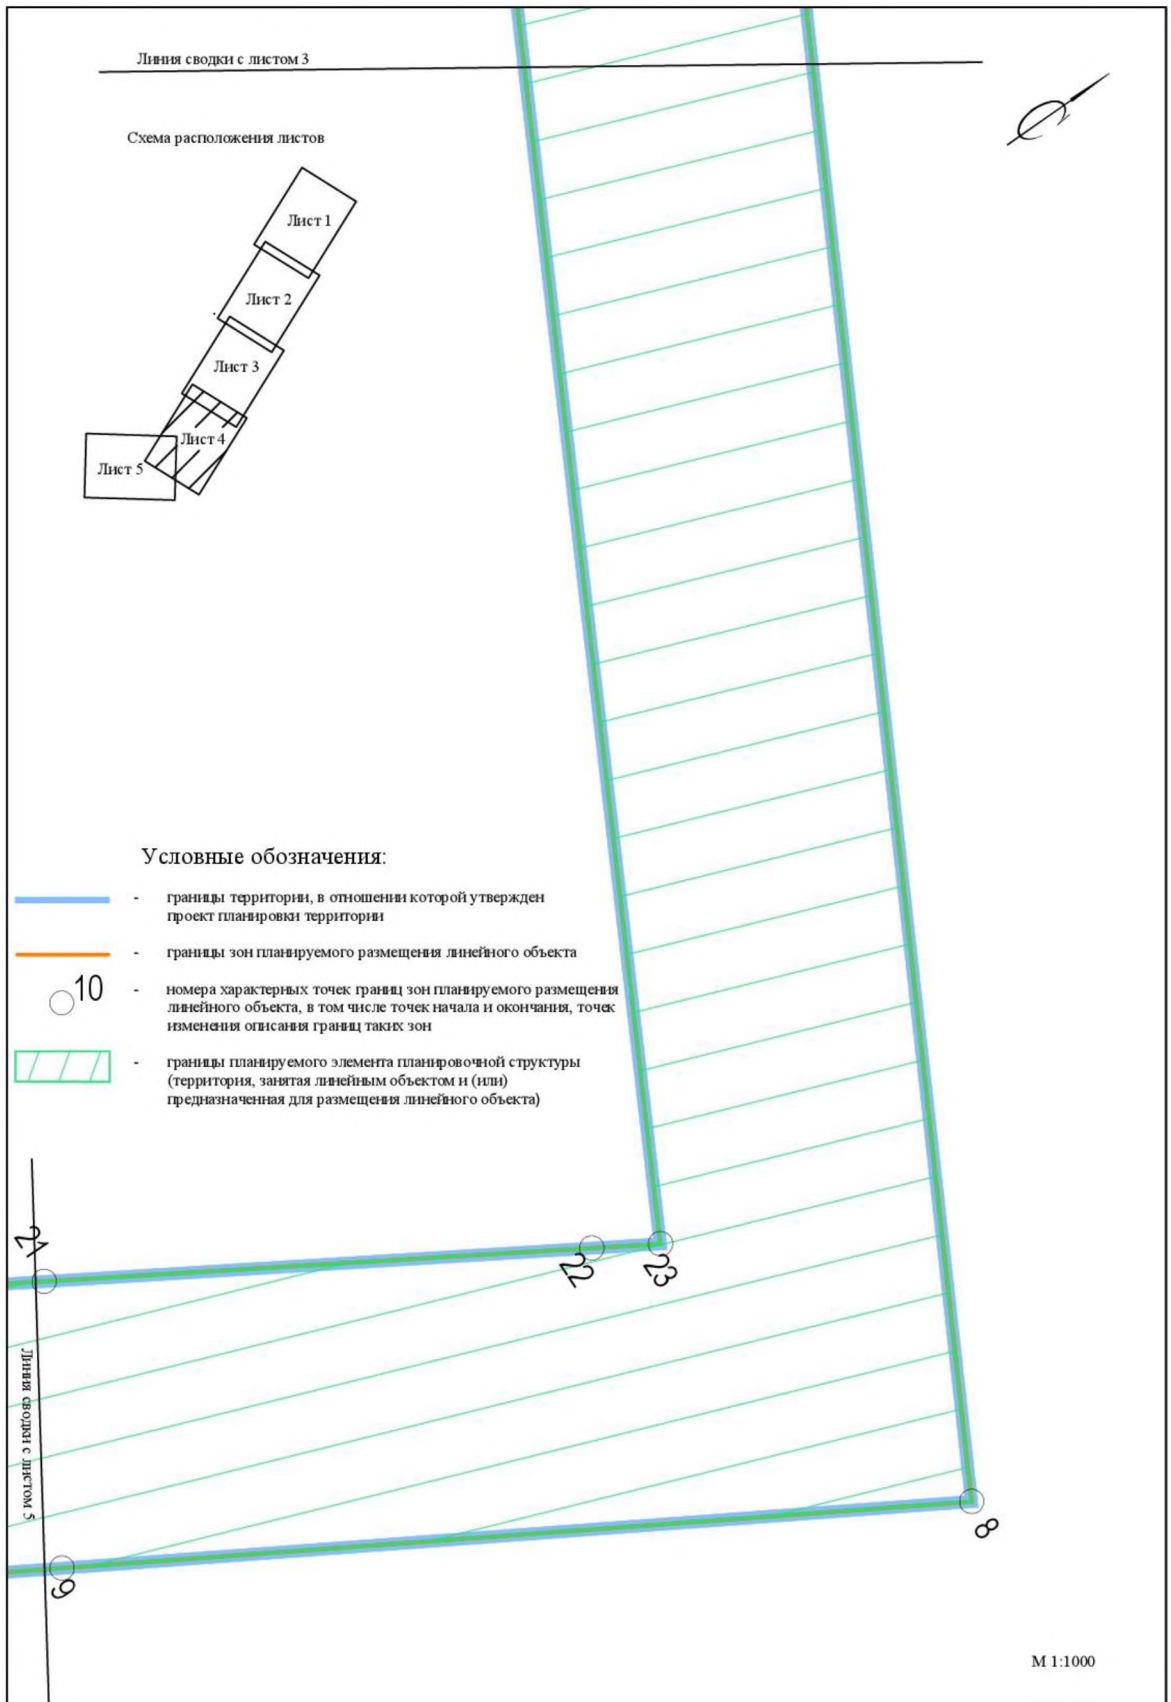 Линия сводки с листом 3
Схема расположения листов
Лист 1
Лист 2
Лист 3
Лист 4
Лист 5
Условные обозначения:
- границы территории, в отношении которой утвержден
проект планировки территории
- границы зон планируемого размещения линейного объекта
10 - номера характерных точек границ зон планируемого размещения
линейного объекта, в том числе точек начала и окончания, точек
изменения описания границ таких зон
- границы планируемого элемента планировочной структуры
(территория, занятая линейным объектом и (или)
предназначенная для размещения линейного объекта)
21
22
23
Линия сводки с листом 5
8
9
М 1:1000